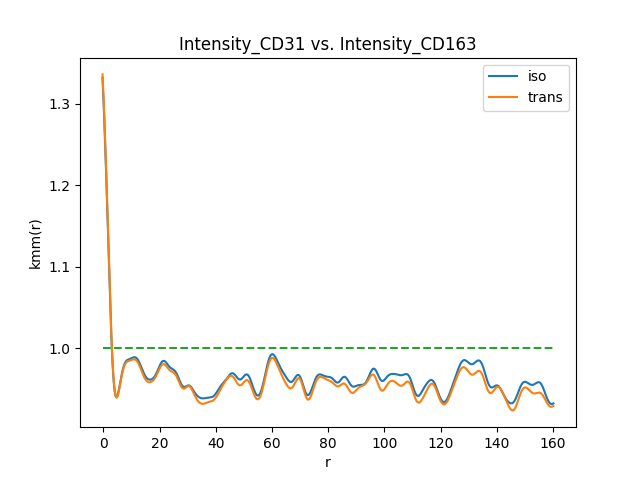 Intensity_CD31 vs. Intensity_CD163
iso
trans
1.3
1.2
1.1
1.0
kmm(r)
0 20 40 60 80 100 120 140 160
r